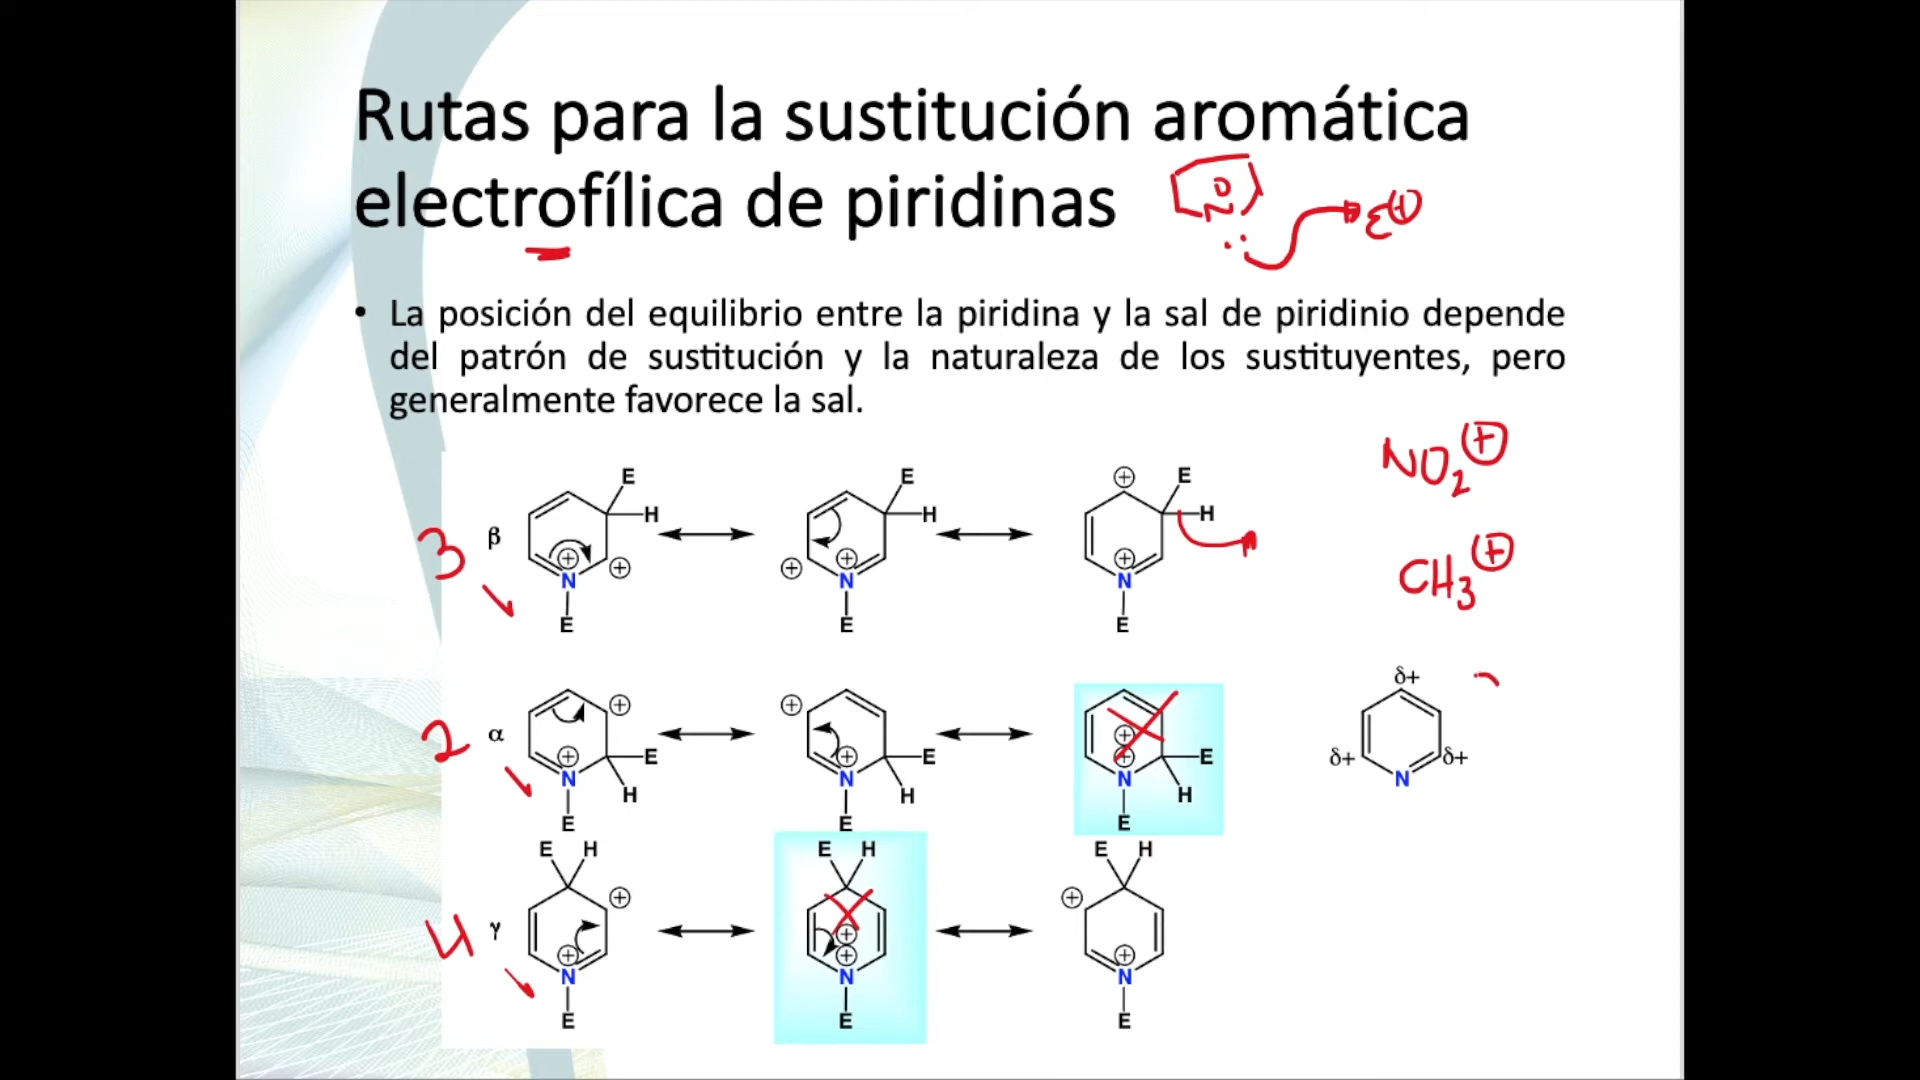 Rutas para la sustitución aromática
electrofílica de piridinas
N
E⊕
• La posición del equilibrio entre la piridina y la sal de piridinio depende
del patrón de sustitución y la naturaleza de los sustituyentes, pero
generalmente favorece la sal.
NO₂⊕
CH₃⊕
3 β
E H ⊕ ⊕ N E
E H ⊕ ⊕ N E
⊕ E H ⊕ N E
2 α
⊕ ⊕ E N H E
⊕ ⊕ E N H E
⊕ ⊕ E N H E
δ+
δ+ δ+
N
4 γ
E H ⊕ ⊕ N E
E H ⊕ ⊕ N E
E H ⊕ ⊕ N E